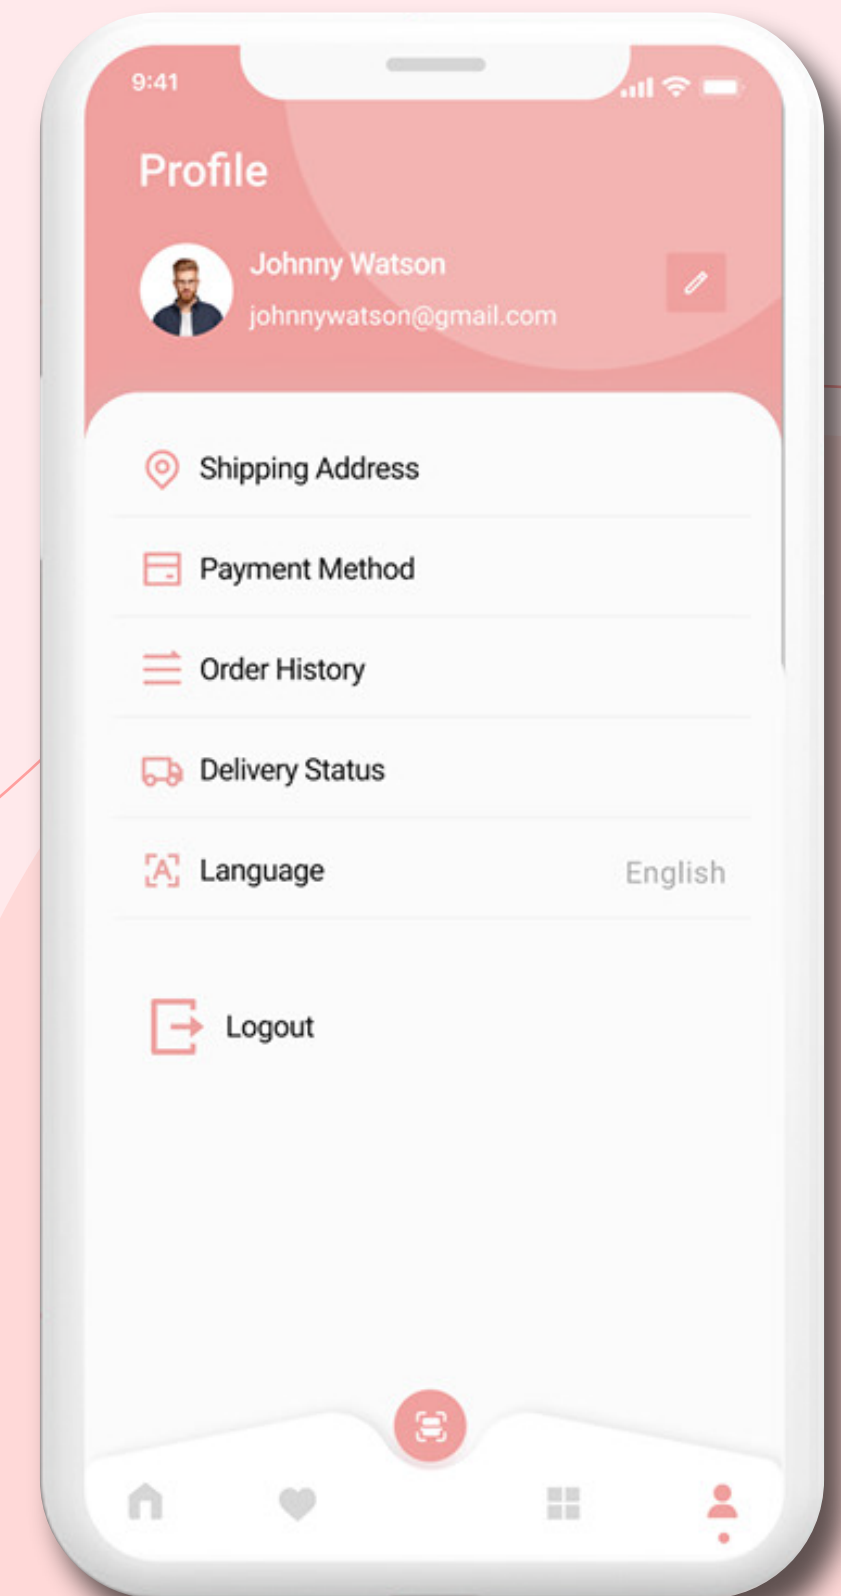 9:41
Profile
Johnny Watson
johnnywatson@gmail.com
Shipping Address
Payment Method
Order History
Delivery Status
Language English
Logout